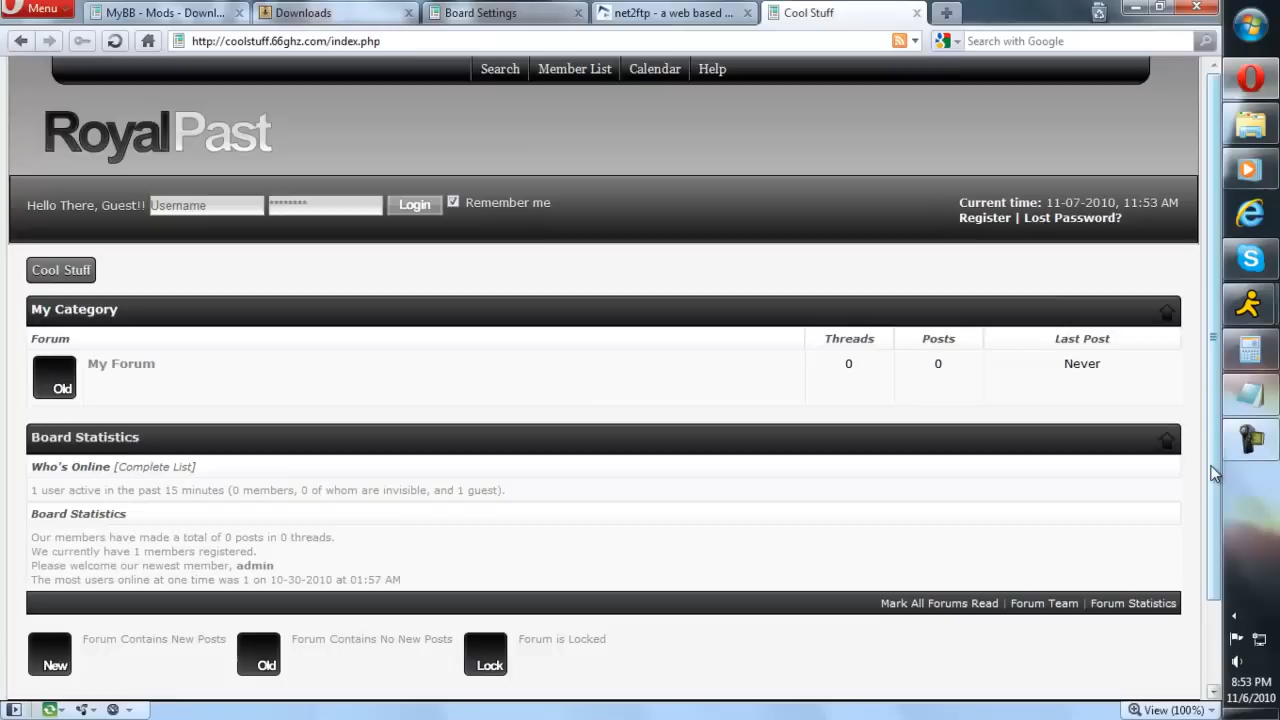 Menu
MyBB - Mods - Downl...
Downloads
Board Settings
net2ftp - a web based ...
Cool Stuff
http://coolstuff.66ghz.com/index.php
Search with Google
Search
Member List
Calendar
Help
RoyalPast
Hello There, Guest!! Username ******** Login Remember me
Current time: 11-07-2010, 11:53 AM
Register | Lost Password?
Cool Stuff
My Category
Forum Threads Posts Last Post
Old My Forum 0 0 Never
Board Statistics
Who's Online [Complete List]
1 user active in the past 15 minutes (0 members, 0 of whom are invisible, and 1 guest).
Board Statistics
Our members have made a total of 0 posts in 0 threads.
We currently have 1 members registered.
Please welcome our newest member, admin
The most users online at one time was 1 on 10-30-2010 at 01:57 AM
Mark All Forums Read | Forum Team | Forum Statistics
New Forum Contains New Posts Old Forum Contains No New Posts Lock Forum is Locked
View (100%)
8:53 PM
11/6/2010